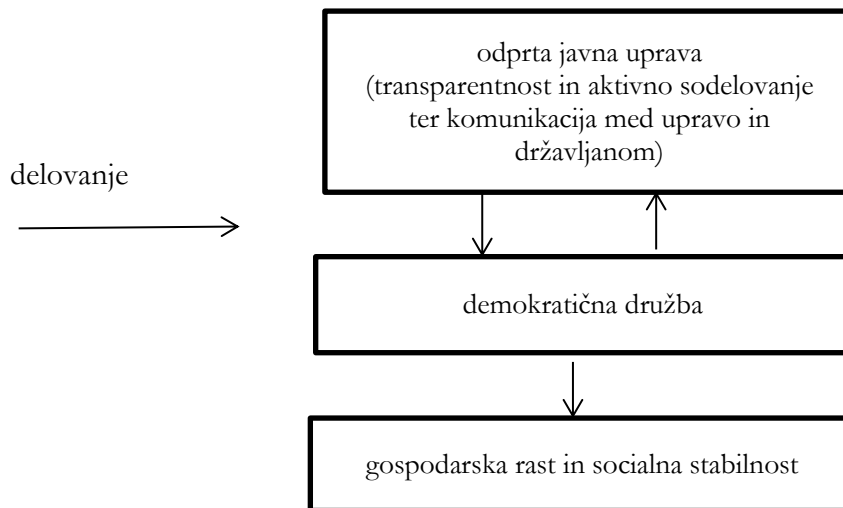 odprta javna uprava
(transparentnost in aktivno sodelovanje
ter komunikacija med upravo in
državljanom)
delovanje
demokratična družba
gospodarska rast in socialna stabilnost